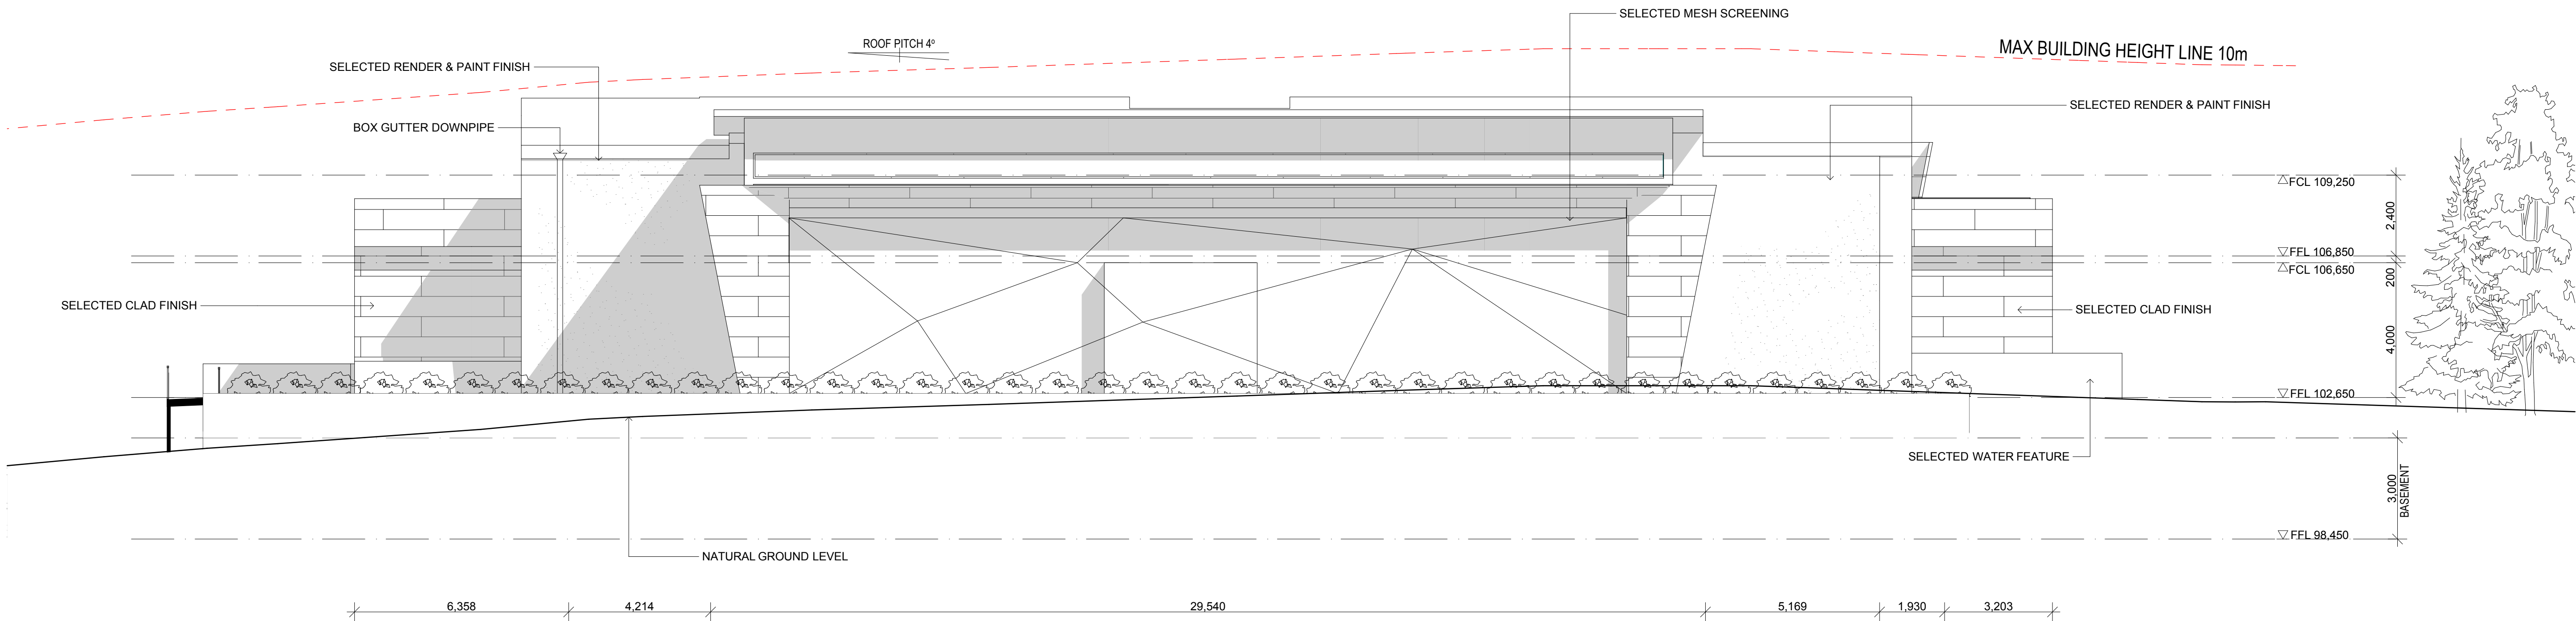 SELECTED MESH SCREENING
ROOF PITCH 4º
MAX BUILDING HEIGHT LINE 10m
SELECTED RENDER & PAINT FINISH
SELECTED RENDER & PAINT FINISH
BOX GUTTER DOWNPIPE
FCL 109,250
2,400
FFL 106,850
FCL 106,650
200
SELECTED CLAD FINISH
SELECTED CLAD FINISH
4,000
FFL 102,650
SELECTED WATER FEATURE
3,000
BASEMENT
FFL 98,450
NATURAL GROUND LEVEL
6,358
4,214
29,540
5,169
1,930
3,203